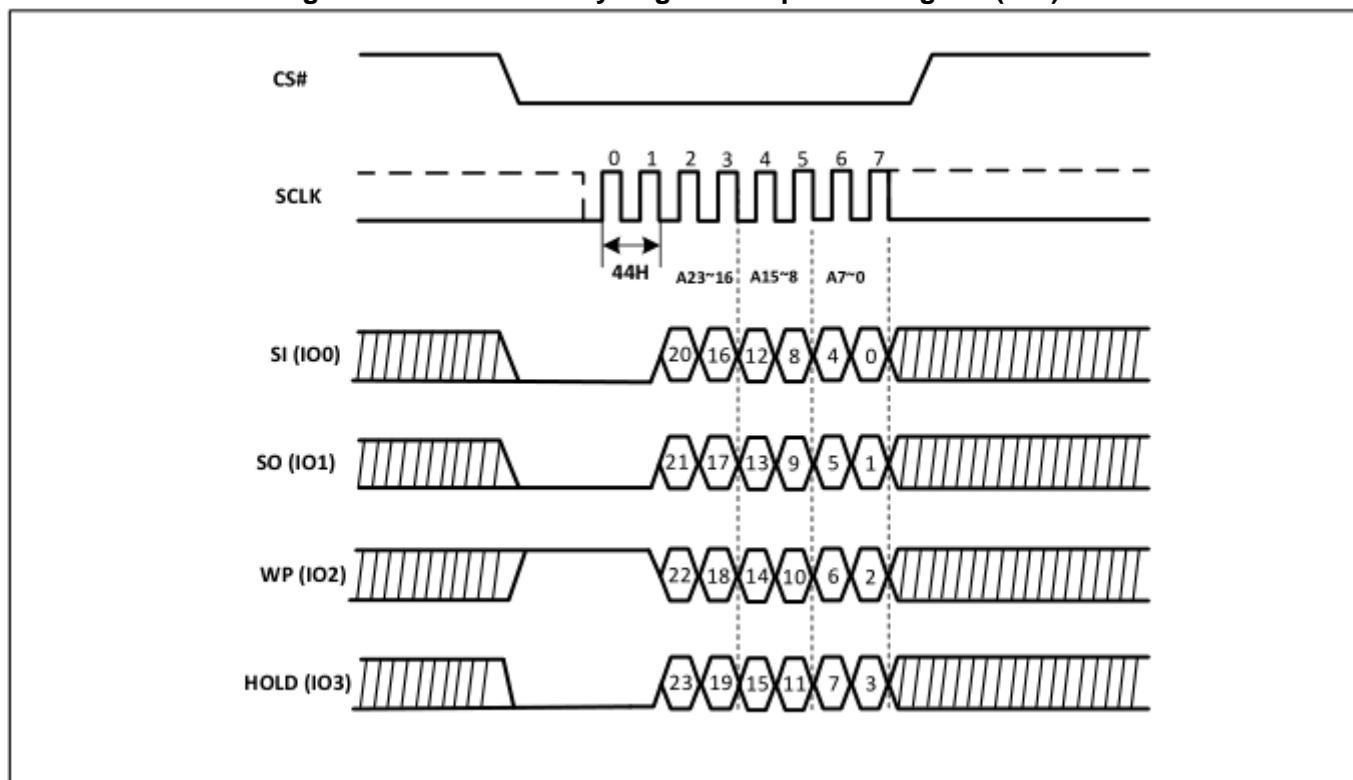 CS#
0 1 2 3 4 5 6 7
SCLK
44H A23~16 A15~8 A7~0
SI (IO0) 20 16 12 8 4 0
SO (IO1) 21 17 13 9 5 1
WP (IO2) 22 18 14 10 6 2
HOLD (IO3) 23 19 15 11 7 3